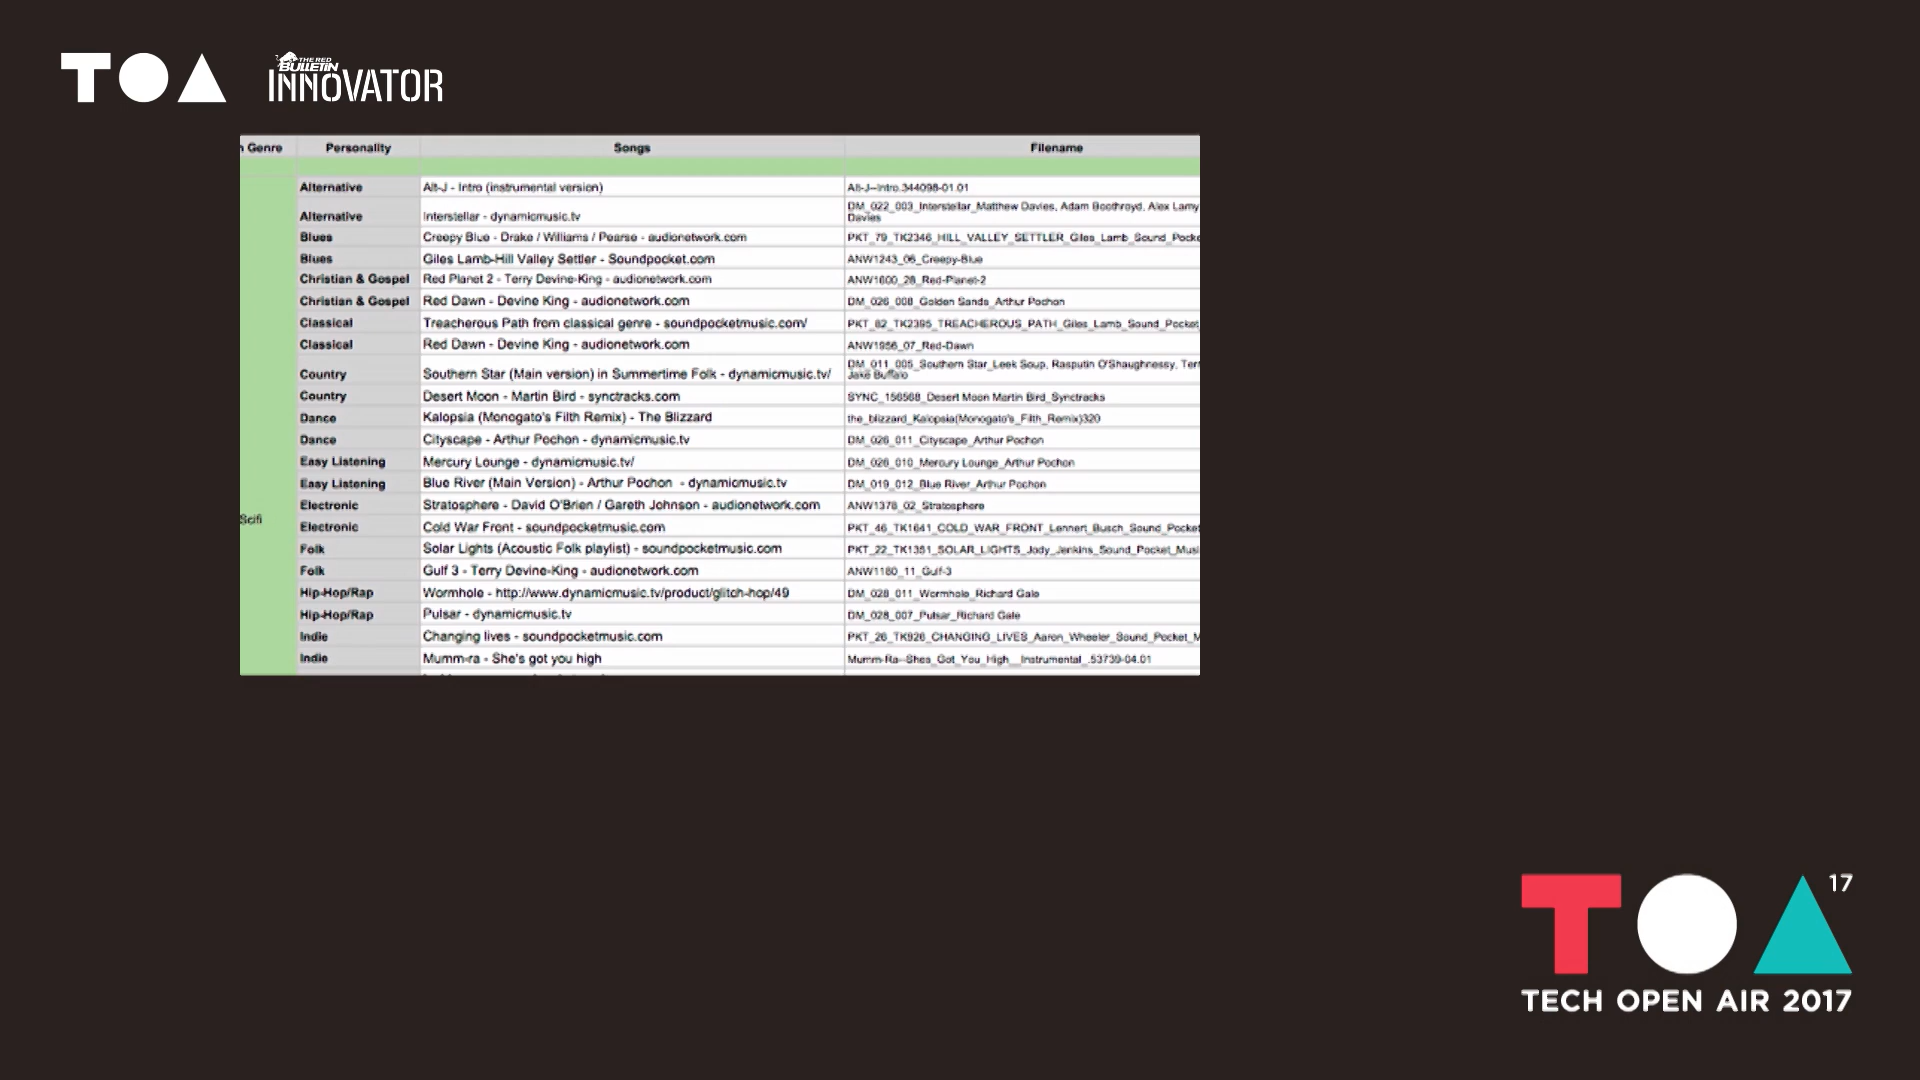 TOA
THE RED
BULLETIN
INNOVATOR
Genre Personality Songs Filename
Alternative Alt-J - Intro (instrumental version) Alt-J--Intro.344098-01.01
Alternative Interstellar - dynamicmusic.tv DM_022_003_Interstellar_Matthew Davies, Adam Boothroyd, Alex Lamy
Davies
Blues Creepy Blue - Drake / Williams / Pearse - audionetwork.com PKT_79_TK2346_HILL_VALLEY_SETTLER_Giles_Lamb_Sound_Pocke
Blues Giles Lamb-Hill Valley Settler - Soundpocket.com ANW1243_06_Creepy-Blue
Christian & Gospel Red Planet 2 - Terry Devine-King - audionetwork.com ANW1600_28_Red-Planet-2
Christian & Gospel Red Dawn - Devine King - audionetwork.com DM_026_008_Golden Sands_Arthur Pochon
Classical Treacherous Path from classical genre - soundpocketmusic.com/ PKT_82_TK2395_TREACHEROUS_PATH_Giles_Lamb_Sound_Pocket
Classical Red Dawn - Devine King - audionetwork.com ANW1956_07_Red-Dawn
Country Southern Star (Main version) in Summertime Folk - dynamicmusic.tv/ DM_011_005_Southern Star_Leek Soup, Rasputin O'Shaughnessy, Terr
Jake Buffalo
Country Desert Moon - Martin Bird - synctracks.com SYNC_156568_Desert Moon Martin Bird_Synctracks
Dance Kalopsia (Monogato's Filth Remix) - The Blizzard the_blizzard_Kalopsia(Monogato's_Filth_Remix)320
Dance Cityscape - Arthur Pochon - dynamicmusic.tv DM_026_011_Cityscape_Arthur Pochon
Easy Listening Mercury Lounge - dynamicmusic.tv/ DM_026_010_Mercury Lounge_Arthur Pochon
Easy Listening Blue River (Main Version) - Arthur Pochon - dynamicmusic.tv DM_019_012_Blue River_Arthur Pochon
Electronic Stratosphere - David O'Brien / Gareth Johnson - audionetwork.com ANW1378_02_Stratosphere
Scifi
Electronic Cold War Front - soundpocketmusic.com PKT_46_TK1641_COLD_WAR_FRONT_Lennert_Busch_Sound_Pocket
Folk Solar Lights (Acoustic Folk playlist) - soundpocketmusic.com PKT_22_TK1351_SOLAR_LIGHTS_Jody_Jenkins_Sound_Pocket_Musi
Folk Gulf 3 - Terry Devine-King - audionetwork.com ANW1180_11_Gulf-3
Hip-Hop/Rap Wormhole - http://www.dynamicmusic.tv/product/glitch-hop/49 DM_028_011_Wormhole_Richard Gale
Hip-Hop/Rap Pulsar - dynamicmusic.tv DM_028_007_Pulsar_Richard Gale
Indie Changing lives - soundpocketmusic.com PKT_26_TK926_CHANGING_LIVES_Aaron_Wheeler_Sound_Pocket_M
Indie Mumm-ra - She's got you high Mumm-Ra--Shes_Got_You_High__Instrumental_.53739-04.01
TOA 17
TECH OPEN AIR 2017